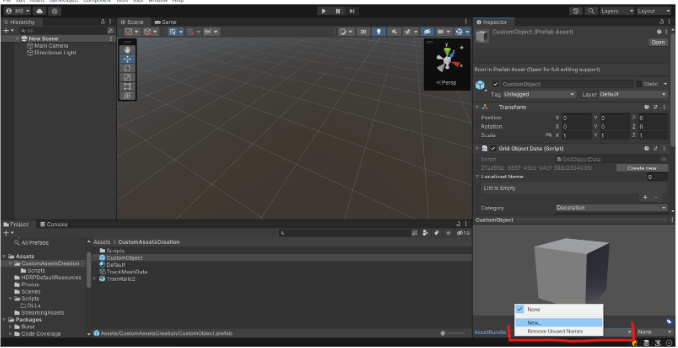 File Edit Assets GameObject Component Tools Window Help
MS
Layers
Layout
Hierarchy
Scene
Game
Inspector
All
New Scene
Main Camera
Directional Light
Persp
CustomObject (Prefab Asset)
Open
Root in Prefab Asset (Open for full editing support)
CustomObject
Static
Tag Untagged
Layer Default
Transform
Position X 0 Y 0 Z 0
Rotation X 0 Y 0 Z 0
Scale X 1 Y 1 Z 1
Grid Object Data (Script)
Script GridObjectData
Create new
Localized Name 0
List is Empty
Category Decoration
CustomObject
Project
Console
All Prefabs
Assets
CustomAssetsCreation
Scripts
HDRPDefaultResources
Photos
Scenes
Scripts
DLLs
StreamingAssets
Packages
Burst
Code Coverage
Assets > CustomAssetsCreation
Scripts
CustomObject
Default
TrackMeshData
TrainRails2
Assets/CustomAssetsCreation/CustomObject.prefab
None
New...
Remove Unused Names
AssetBundle
None